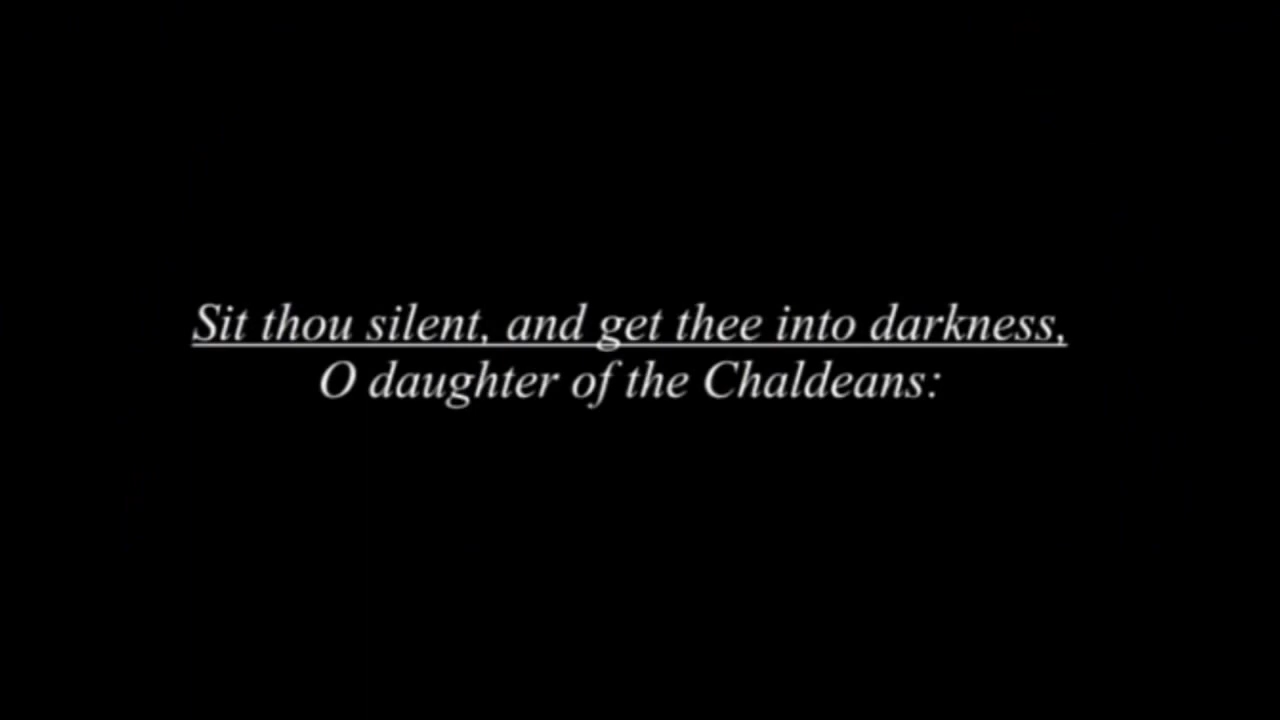 Sit thou silent, and get thee into darkness,
O daughter of the Chaldeans: